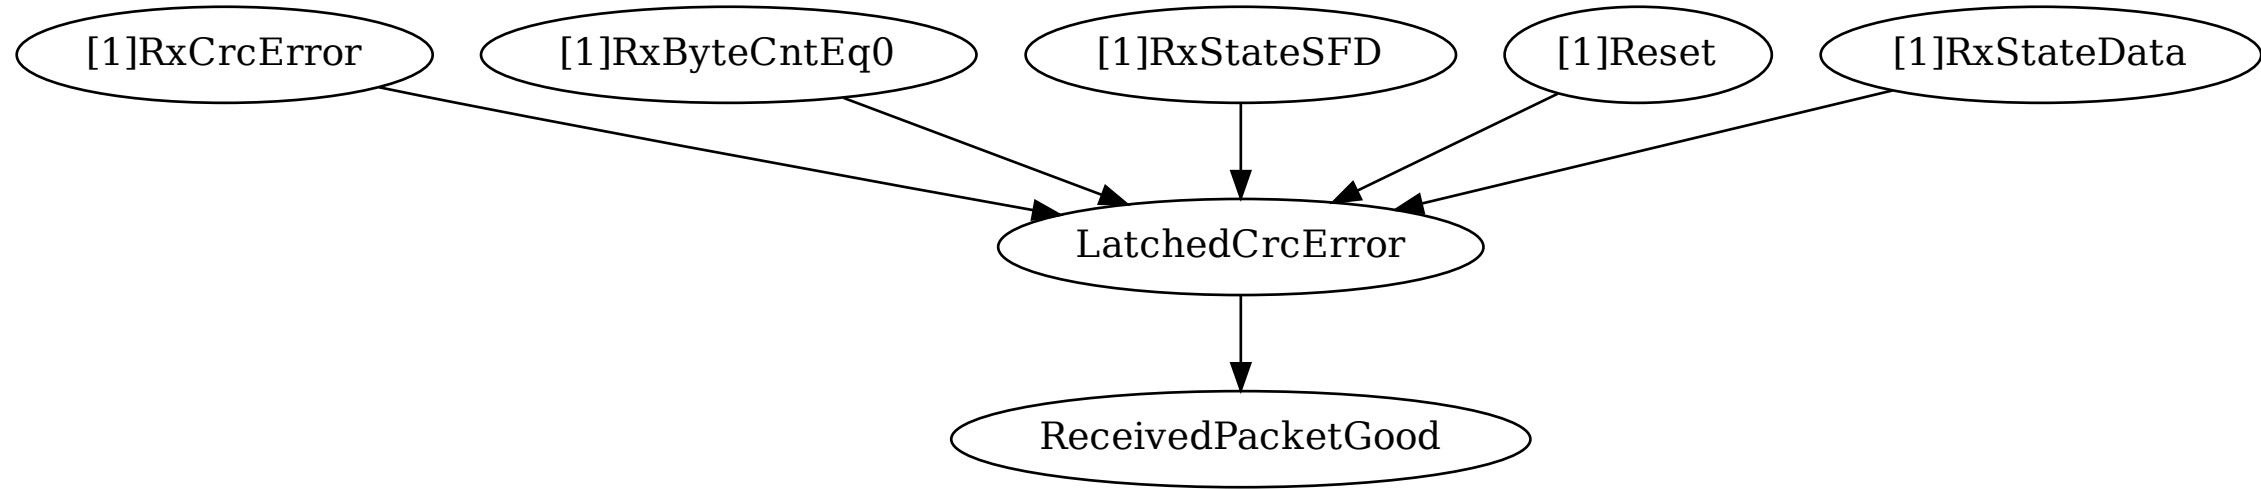 [1]RxCrcError
[1]RxByteCntEq0
[1]RxStateSFD
[1]Reset
[1]RxStateData
LatchedCrcError
ReceivedPacketGood